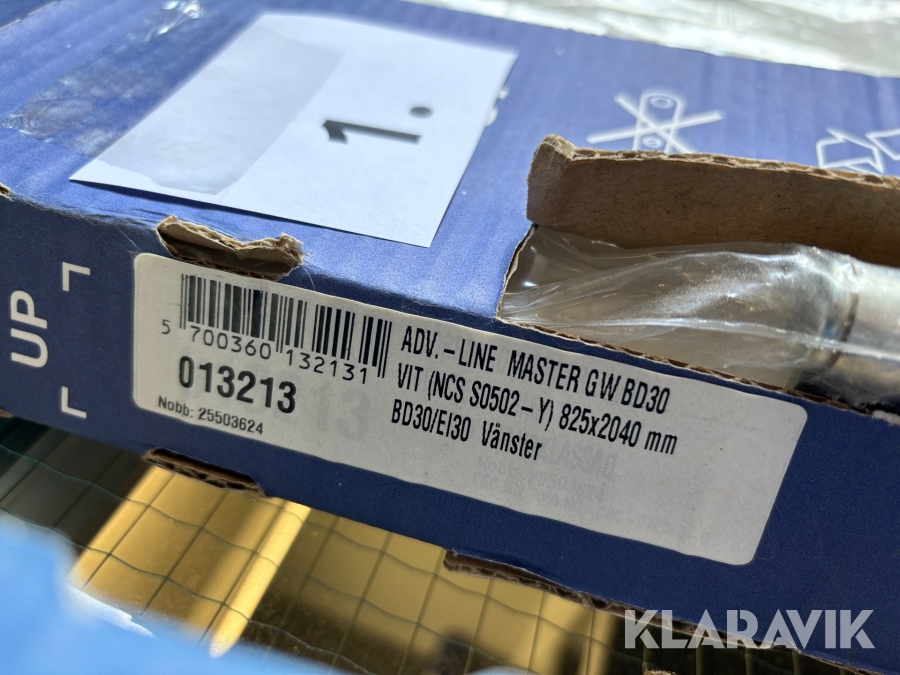 1.
UP
5 700360 132131
013213
Nobb: 25503624
ADV.-LINE MASTER GW BD30
VIT (NCS S0502-Y) 825x2040 mm
BD30/EI30 Vänster
KLARAVIK